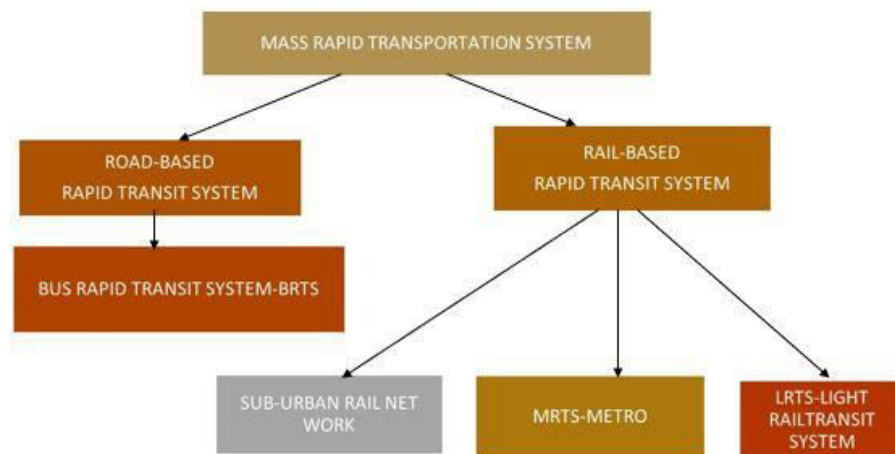 MASS RAPID TRANSPORTATION SYSTEM
ROAD-BASED
RAPID TRANSIT SYSTEM
RAIL-BASED
RAPID TRANSIT SYSTEM
BUS RAPID TRANSIT SYSTEM-BRTS
SUB-URBAN RAIL NET
WORK
MRTS-METRO
LRTS-LIGHT
RAILTRANSIT
SYSTEM